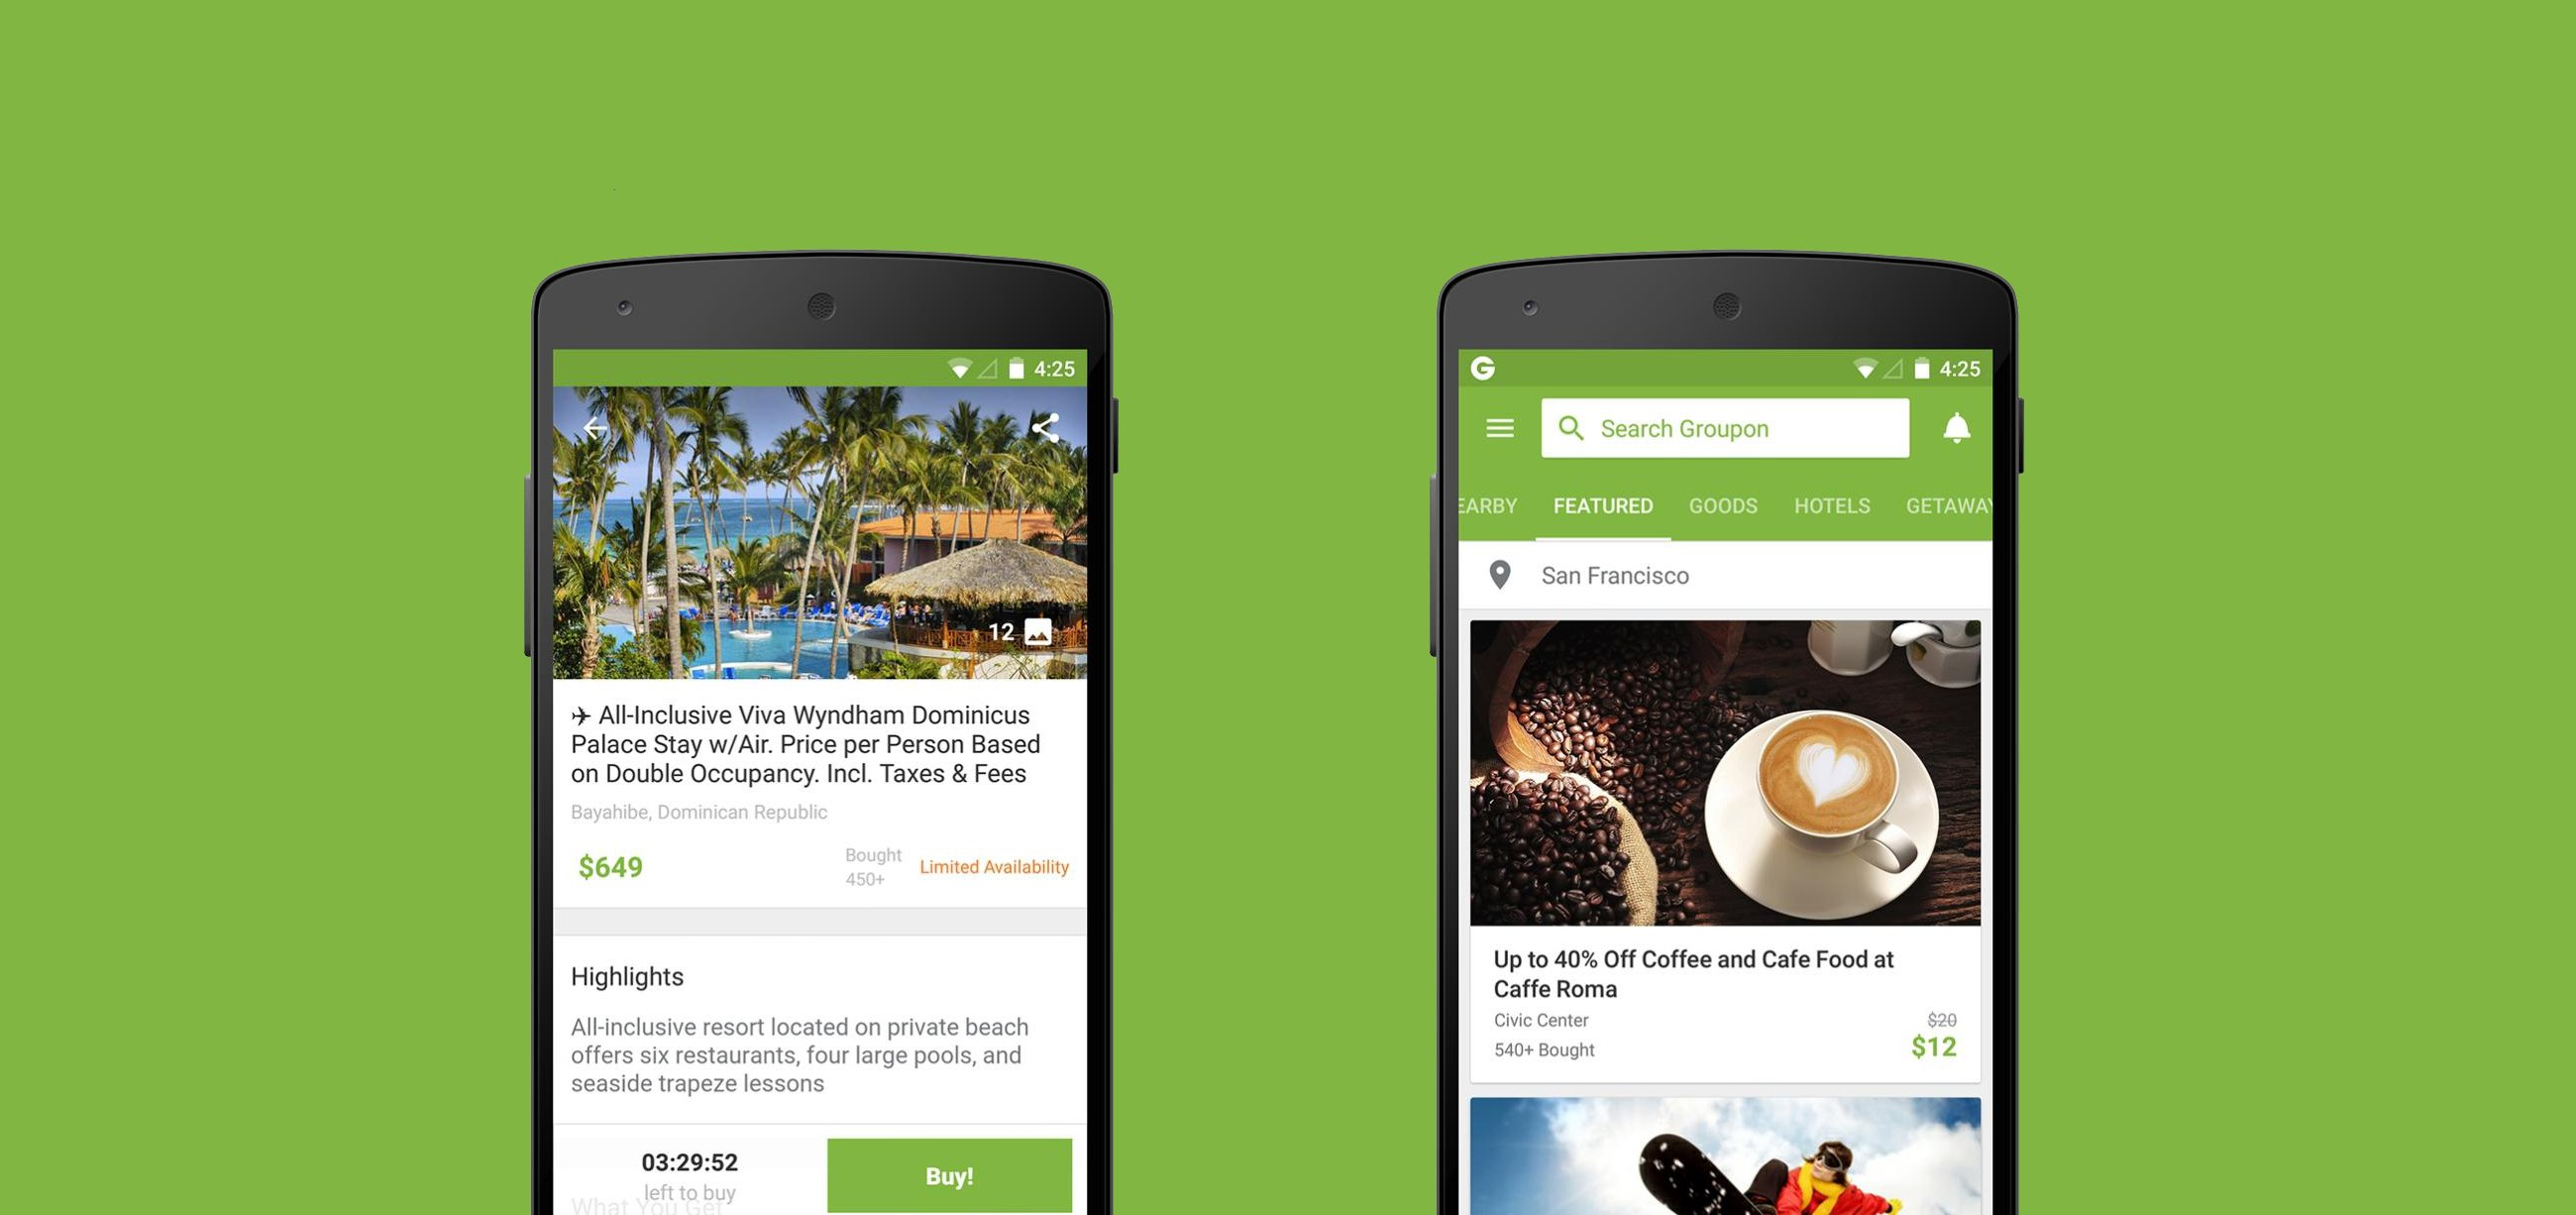 4:25
12
✈ All-Inclusive Viva Wyndham Dominicus
Palace Stay w/Air. Price per Person Based
on Double Occupancy. Incl. Taxes & Fees
Bayahibe, Dominican Republic
$649
Bought
450+
Limited Availability
Highlights
All-inclusive resort located on private beach
offers six restaurants, four large pools, and
seaside trapeze lessons
03:29:52
left to buy
Buy!
What You Get
G 4:25
Search Groupon
EARBY FEATURED GOODS HOTELS GETAWAY
San Francisco
Up to 40% Off Coffee and Cafe Food at
Caffe Roma
Civic Center
$20
540+ Bought
$12